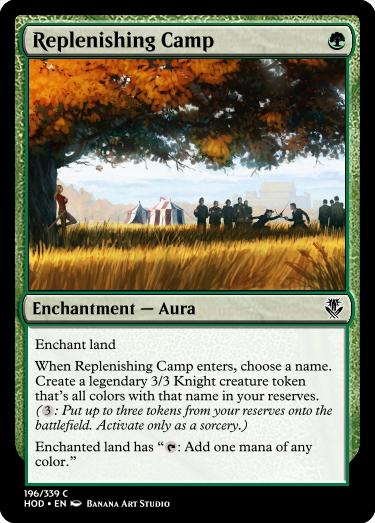 Replenishing Camp
Enchantment — Aura
Enchant land
When Replenishing Camp enters, choose a name.
Create a legendary 3/3 Knight creature token
that's all colors with that name in your reserves.
(3: Put up to three tokens from your reserves onto the
battlefield. Activate only as a sorcery.)
Enchanted land has “: Add one mana of any
color.”
196/339 C
HOD • EN Banana Art Studio